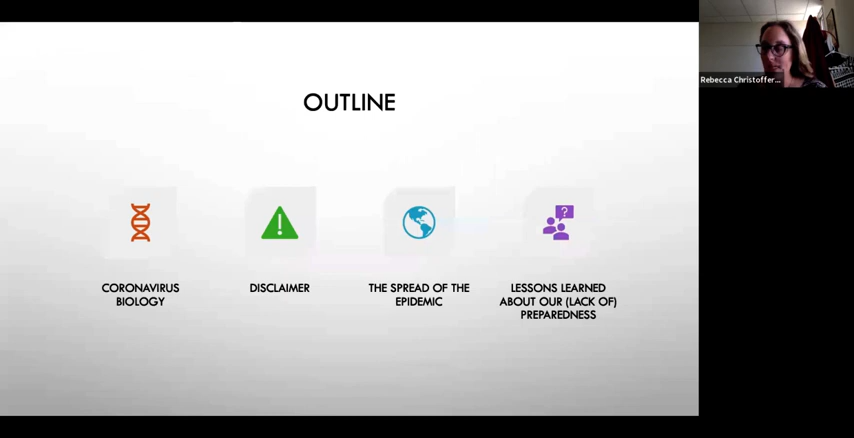 OUTLINE
CORONAVIRUS
BIOLOGY
DISCLAIMER
THE SPREAD OF THE
EPIDEMIC
LESSONS LEARNED
ABOUT OUR (LACK OF)
PREPAREDNESS
?
Rebecca Christoffer...